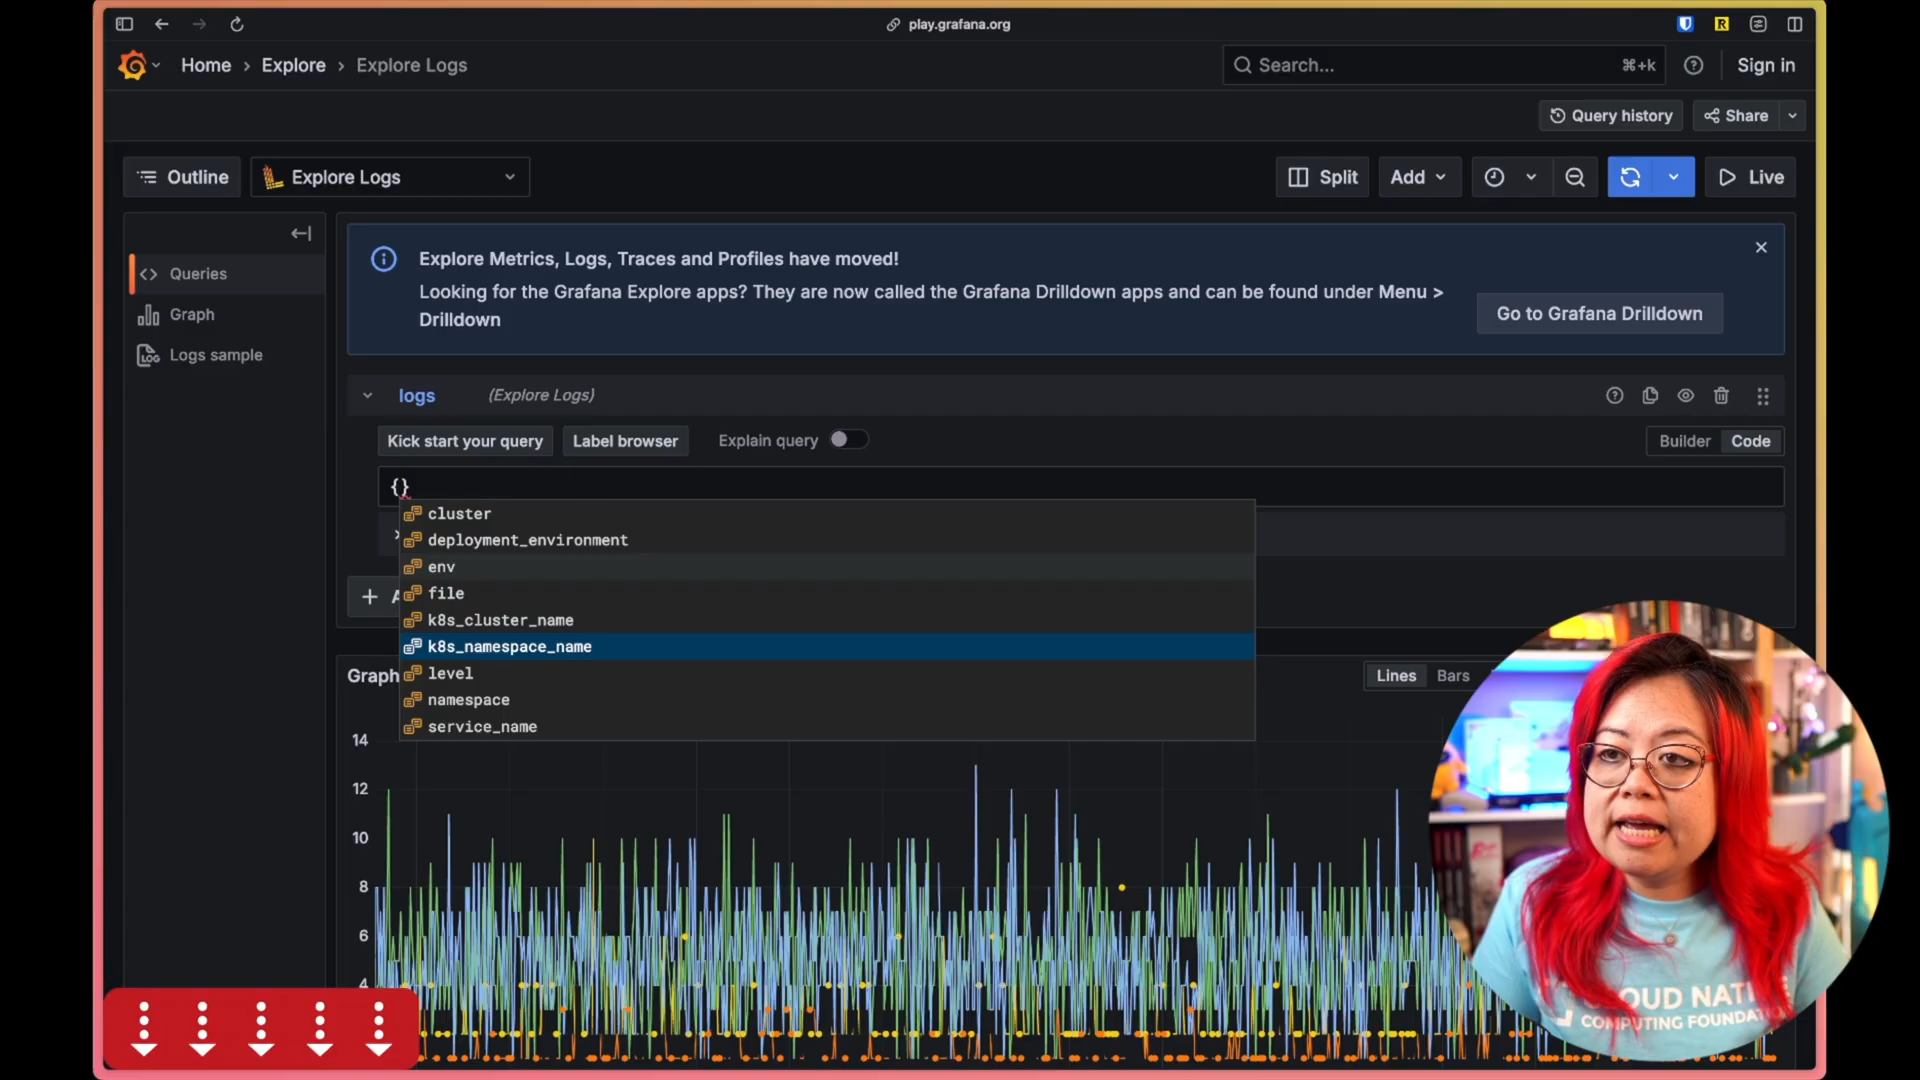 play.grafana.org
R
Home › Explore › Explore Logs
Search... ⌘+k
Sign in
Query history
Share
Outline
Explore Logs
Split
Add
Live
Queries
Graph
Logs sample
Explore Metrics, Logs, Traces and Profiles have moved!
Looking for the Grafana Explore apps? They are now called the Grafana Drilldown apps and can be found under Menu >
Drilldown
Go to Grafana Drilldown
logs (Explore Logs)
Kick start your query
Label browser
Explain query
Builder
Code
{}
cluster
deployment_environment
env
file
k8s_cluster_name
k8s_namespace_name
level
namespace
service_name
+ A
Graph
Lines
Bars
14
12
10
8
6
4
CLOUD NATIVE
COMPUTING FOUNDATION